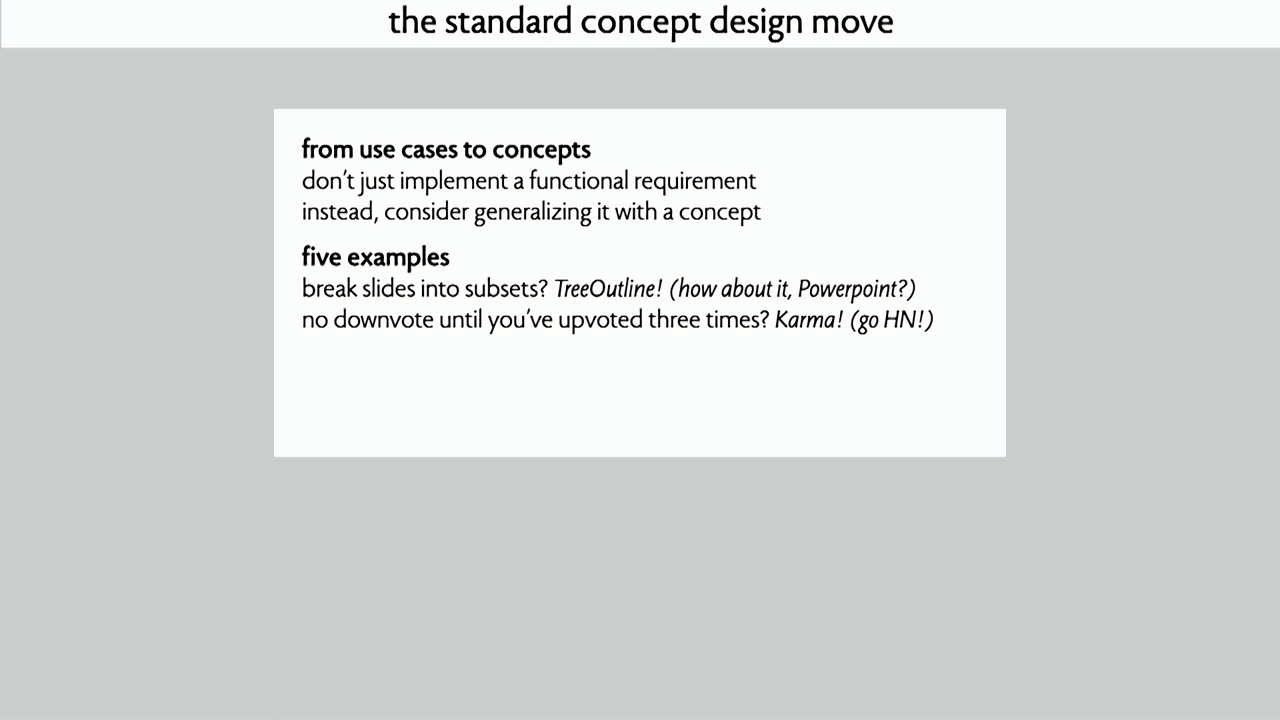 the standard concept design move
from use cases to concepts
don't just implement a functional requirement
instead, consider generalizing it with a concept
five examples
break slides into subsets? TreeOutline! (how about it, Powerpoint?)
no downvote until you've upvoted three times? Karma! (go HN!)